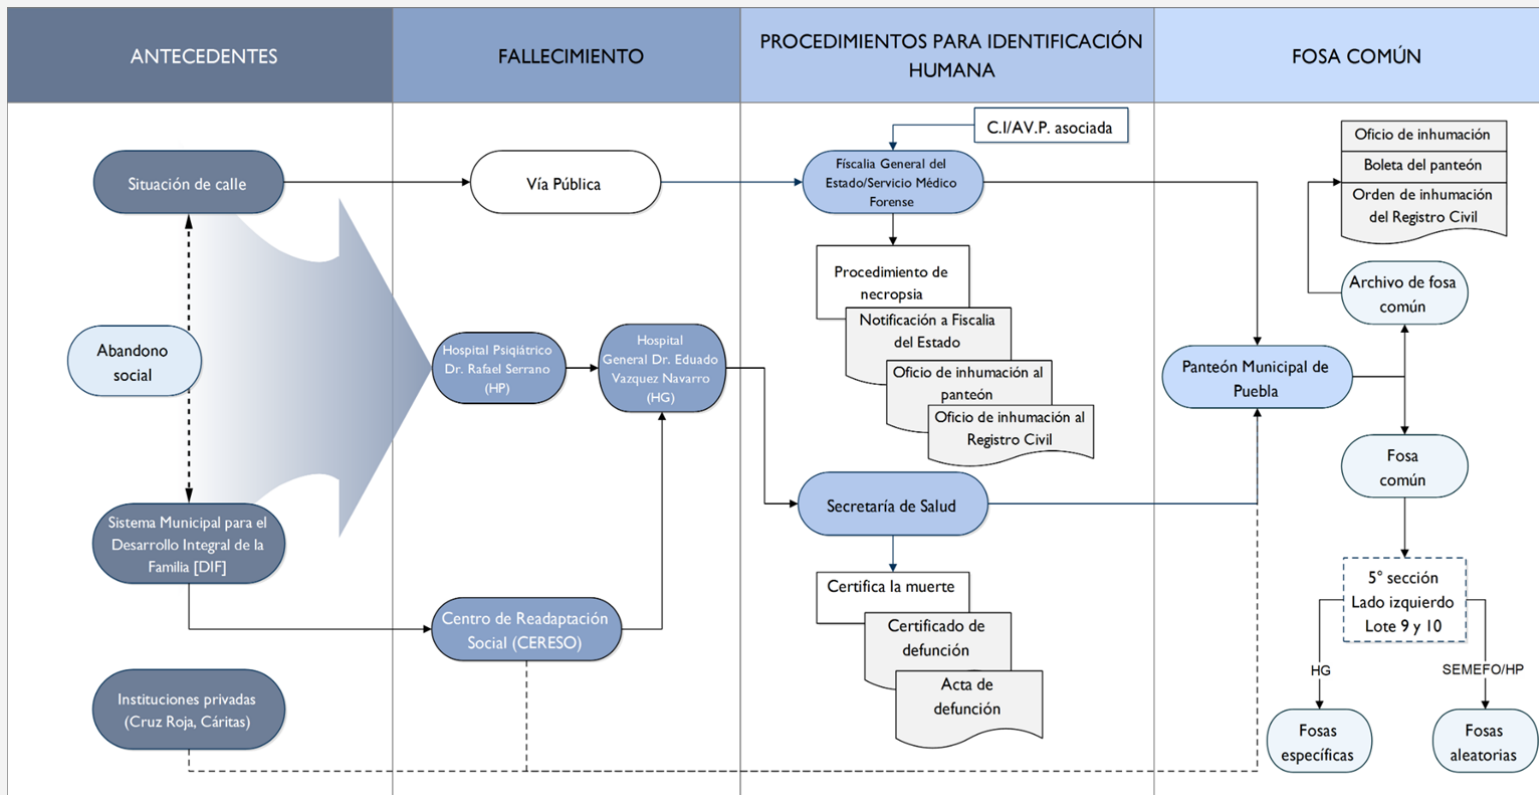 ANTECEDENTES
FALLECIMIENTO
PROCEDIMIENTOS PARA IDENTIFICACIÓN
HUMANA
FOSA COMÚN
Situación de calle
Abandono
social
Sistema Municipal para el
Desarrollo Integral de la
Familia [DIF]
Instituciones privadas
(Cruz Roja, Cáritas)
Vía Pública
Hospital Psiqiátrico
Dr. Rafael Serrano
(HP)
Hospital
General Dr. Eduado
Vazquez Navarro
(HG)
Centro de Readaptación
Social (CERESO)
C.I/AV.P. asociada
Físcalia General del
Estado/Servicio Médico
Forense
Procedimiento de
necropsia
Notificación a Fiscalia
del Estado
Oficio de inhumación al
panteón
Oficio de inhumación al
Registro Civil
Secretaría de Salud
Certifica la muerte
Certificado de
defunción
Acta de
defunción
Oficio de inhumación
Boleta del panteón
Orden de inhumación
del Registro Civil
Archivo de fosa
común
Panteón Municipal de
Puebla
Fosa
común
5° sección
Lado izquierdo
Lote 9 y 10
HG
SEMEFO/HP
Fosas
específicas
Fosas
aleatorias